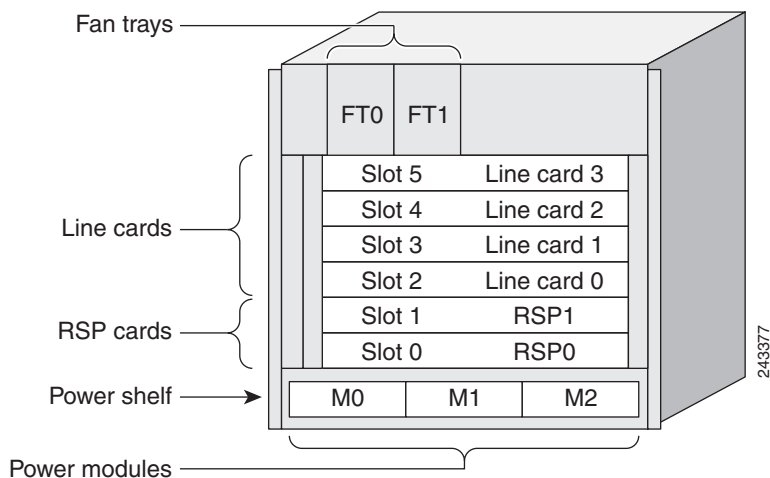 Fan trays
FT0 FT1
Slot 5 Line card 3
Slot 4 Line card 2
Line cards
Slot 3 Line card 1
Slot 2 Line card 0
Slot 1 RSP1
RSP cards
Slot 0 RSP0
Power shelf
M0 M1 M2
Power modules
243377